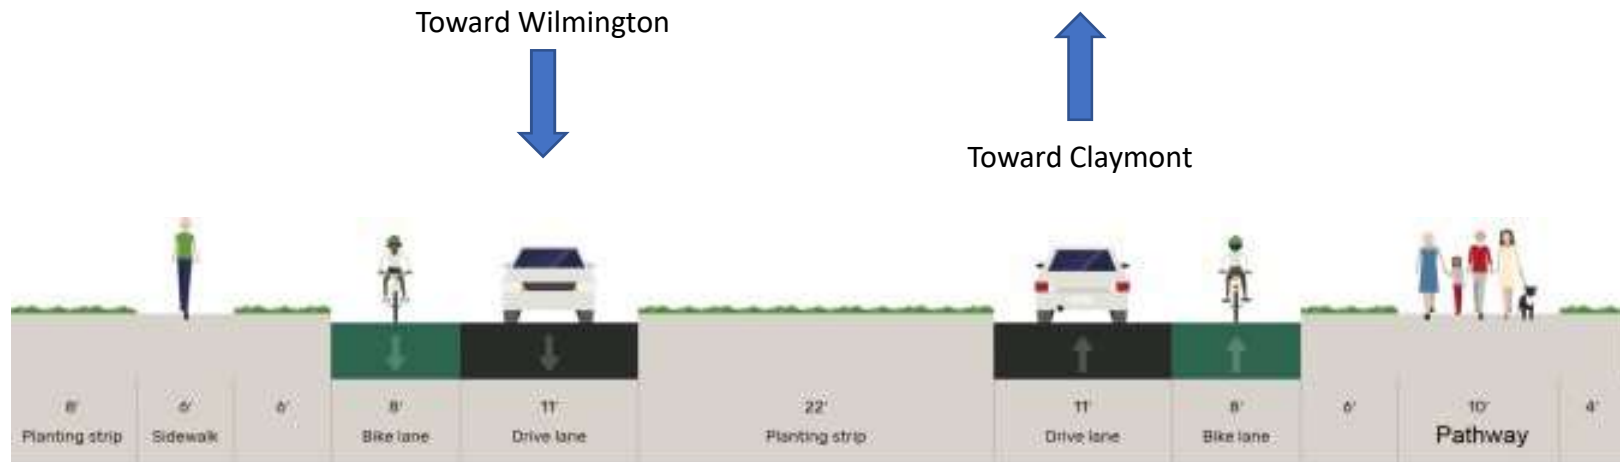 Toward Wilmington
Toward Claymont
8' 6' 6' 8' 11' 22' 11' 8' 6' 10' 4'
Planting strip Sidewalk Bike lane Drive lane Planting strip Drive lane Bike lane Pathway